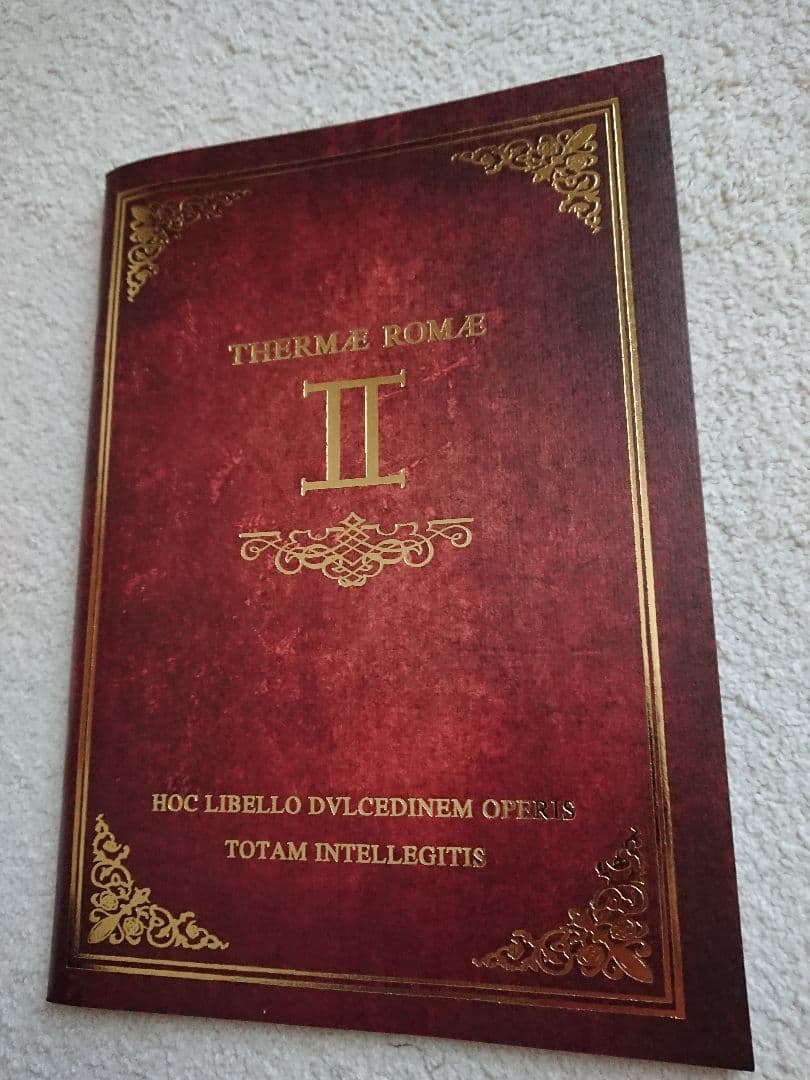 THERMÆ ROMÆ
II
HOC LIBELLO DVLCEDINEM OPERIS
TOTAM INTELLEGITIS